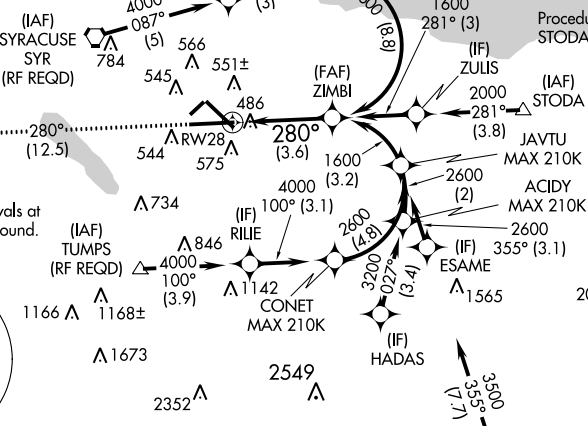 (IAF)
SYRACUSE
SYR
(RF REQD)
4000
087°
(5)
(3)
(8.8)
1600
281° (3)
Procedu
STODA
784
566
545
551±
486
(FAF)
ZIMBI
(IF)
ZULIS
2000
281°
(3.8)
(IAF)
STODA
280°
(12.5)
RW28
544
575
280°
(3.6)
1600
(3.2)
JAVTU
MAX 210K
2600
(2)
ACIDY
MAX 210K
vals at
ound.
734
(IAF)
TUMPS
(RF REQD)
846
(IF)
RILIE
4000
100° (3.1)
2600
(4.8)
2600
355° (3.1)
(IF)
ESAME
4000
100°
(3.9)
3200
027°
(3.4)
1142
CONET
MAX 210K
1565
20
1166
1168±
(IF)
HADAS
1673
2549
2352
3500
355°
(7.7)